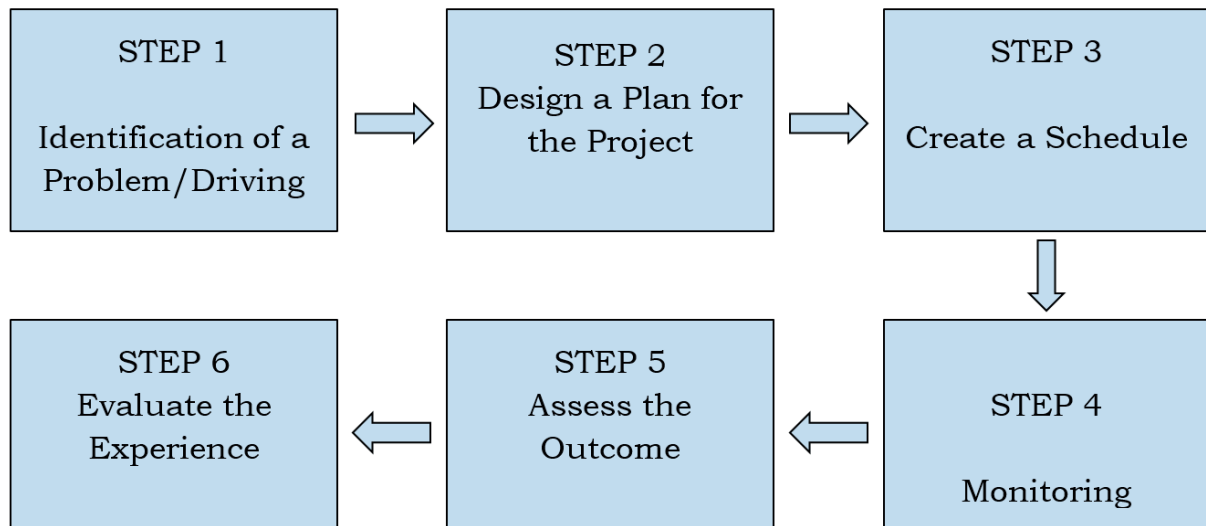 STEP 1
Identification of a
Problem/Driving
STEP 2
Design a Plan for
the Project
STEP 3
Create a Schedule
STEP 4
Monitoring
STEP 5
Assess the
Outcome
STEP 6
Evaluate the
Experience